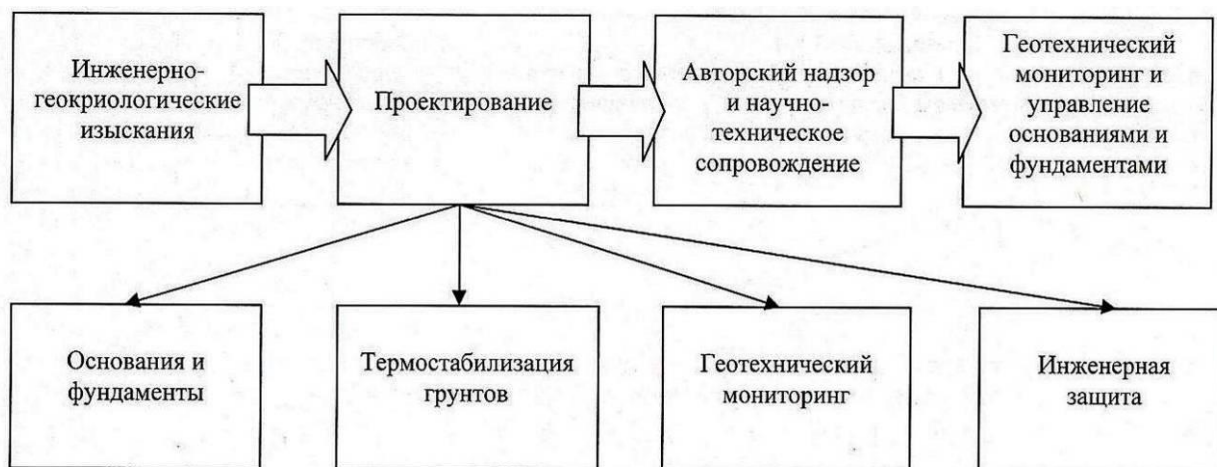 Инженерно-
геокриологические
изыскания
Проектирование
Авторский надзор
и научно-
техническое
сопровождение
Геотехнический
мониторинг и
управление
основаниями и
фундаментами
Основания и
фундаменты
Термостабилизация
грунтов
Геотехнический
мониторинг
Инженерная
защита